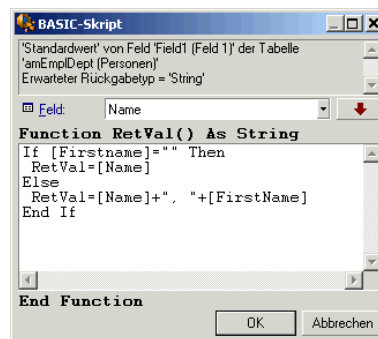 BASIC-Skript
'Standardwert' von Feld 'Field1 (Feld 1)' der Tabelle
'amEmplDept (Personen)'
Erwarteter Rückgabetyp = 'String'
Feld: Name
Function RetVal() As String
If [Firstname]="" Then
RetVal=[Name]
Else
RetVal=[Name]+", "+[FirstName]
End If
End Function
OK Abbrechen